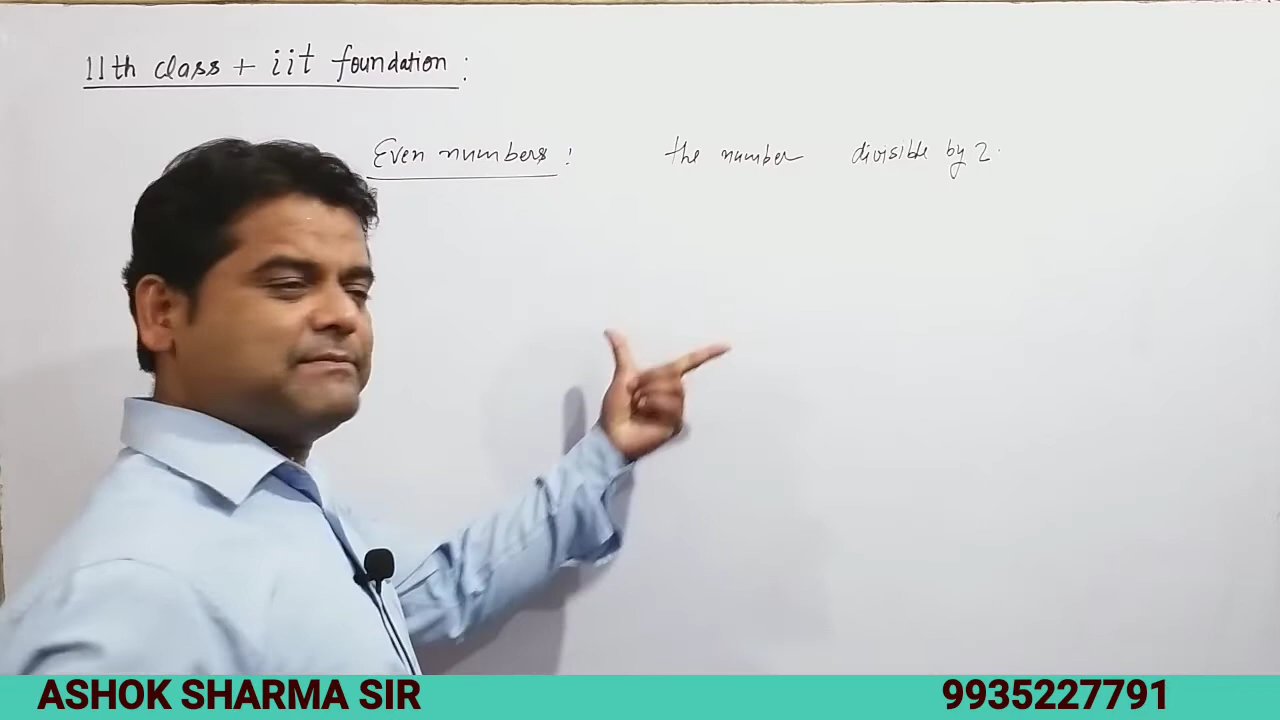 11th class + iit foundation :
Even numbers : the number divisible by 2.
ASHOK SHARMA SIR 9935227791